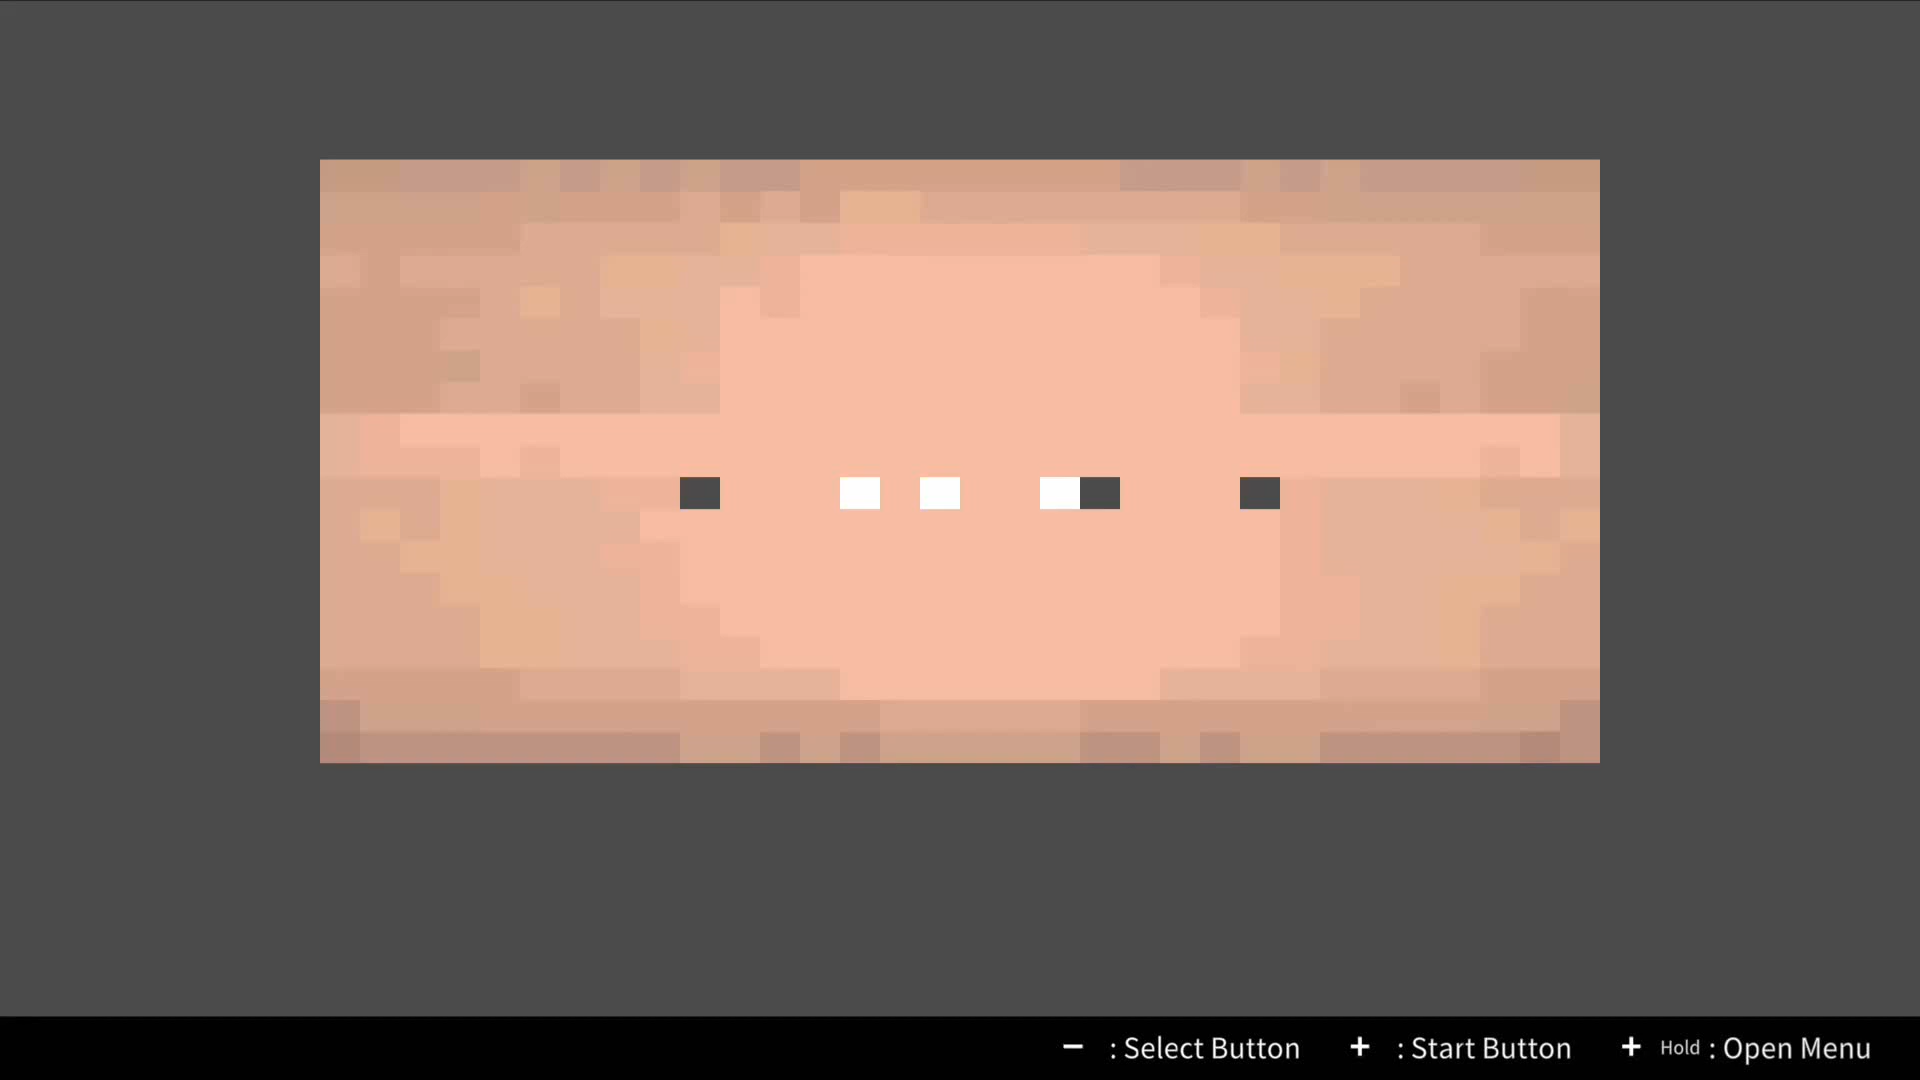 − : Select Button + : Start Button + Hold : Open Menu